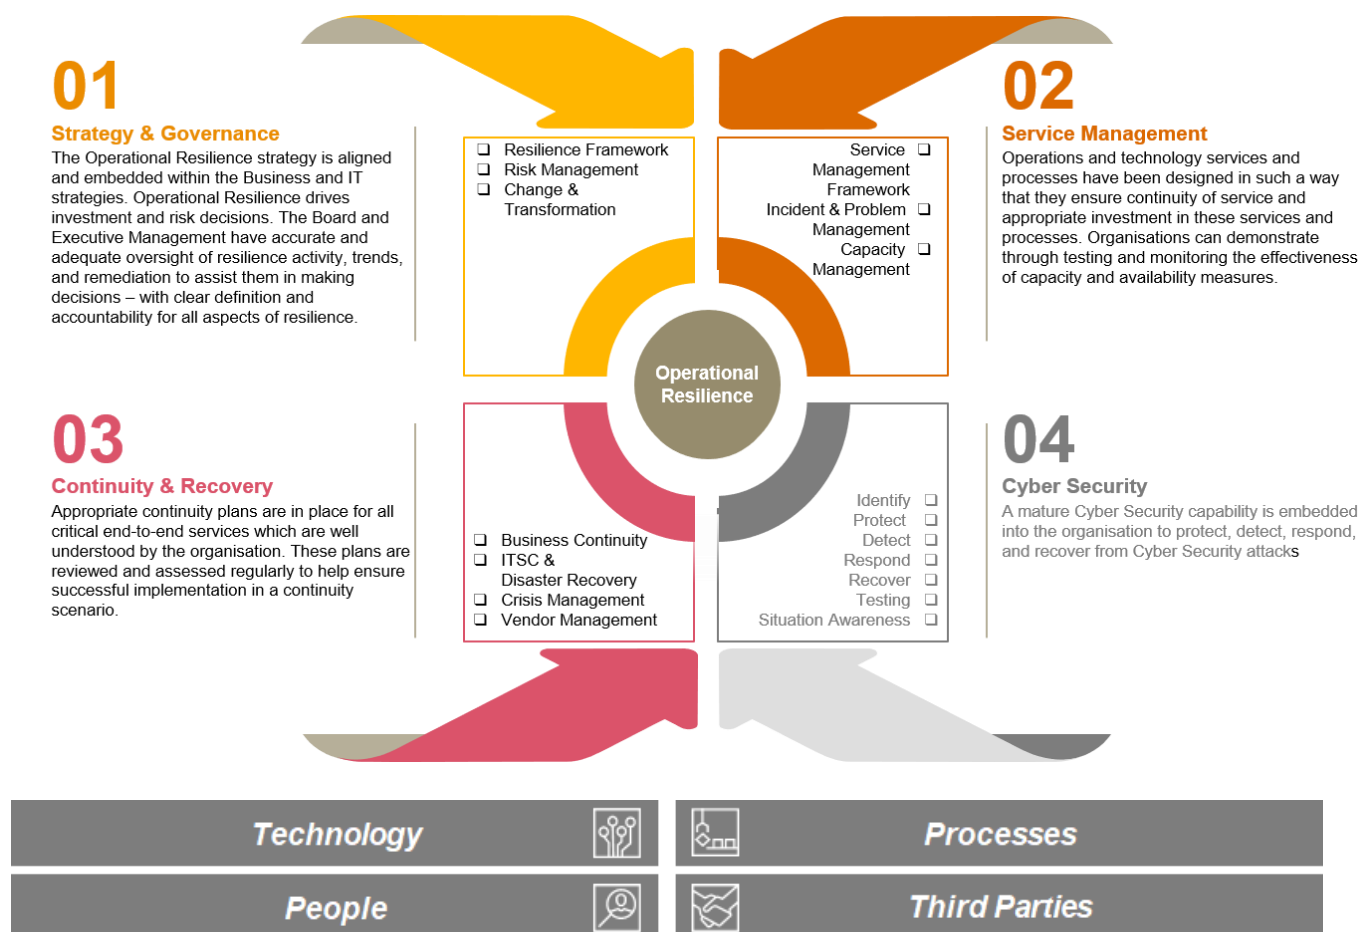 01
Strategy & Governance
The Operational Resilience strategy is aligned
and embedded within the Business and IT
strategies. Operational Resilience drives
investment and risk decisions. The Board and
Executive Management have accurate and
adequate oversight of resilience activity, trends,
and remediation to assist them in making
decisions – with clear definition and
accountability for all aspects of resilience.
❑ Resilience Framework
❑ Risk Management
❑ Change &
Transformation
Service ❑
Management
Framework
Incident & Problem ❑
Management
Capacity ❑
Management
02
Service Management
Operations and technology services and
processes have been designed in such a way
that they ensure continuity of service and
appropriate investment in these services and
processes. Organisations can demonstrate
through testing and monitoring the effectiveness
of capacity and availability measures.
Operational
Resilience
03
Continuity & Recovery
Appropriate continuity plans are in place for all
critical end-to-end services which are well
understood by the organisation. These plans are
reviewed and assessed regularly to help ensure
successful implementation in a continuity
scenario.
❑ Business Continuity
❑ ITSC &
Disaster Recovery
❑ Crisis Management
❑ Vendor Management
Identify ❑
Protect ❑
Detect ❑
Respond ❑
Recover ❑
Testing ❑
Situation Awareness ❑
04
Cyber Security
A mature Cyber Security capability is embedded
into the organisation to protect, detect, respond,
and recover from Cyber Security attacks
Technology
Processes
People
Third Parties